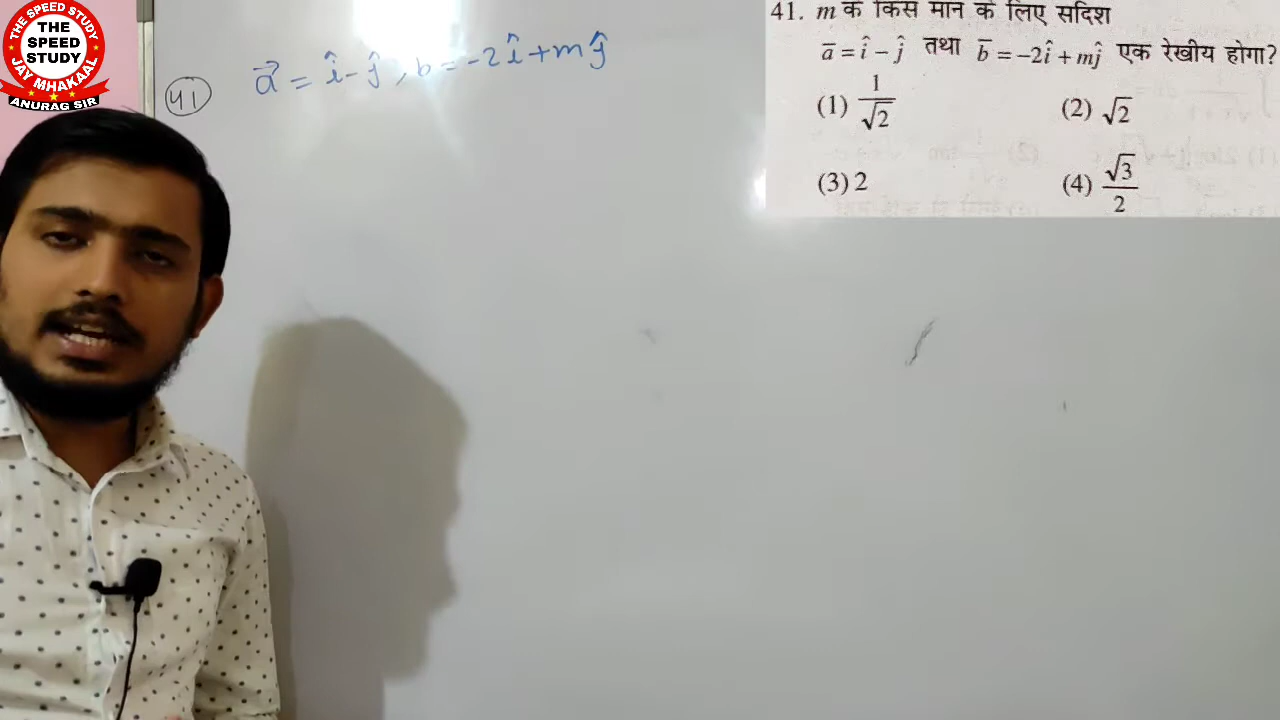 THE SPEED STUDY
THE
SPEED
STUDY
JAY MHAKAAL
ANURAG SIR
41 a⃗ = î - ĵ, b = -2î + mĵ
41. m के किस मान के लिए सदिश
a̅ = î - ĵ तथा b̅ = -2î + mĵ एक रेखीय होगा?
(1) 1/√2 (2) √2
(3) 2 (4) √3/2